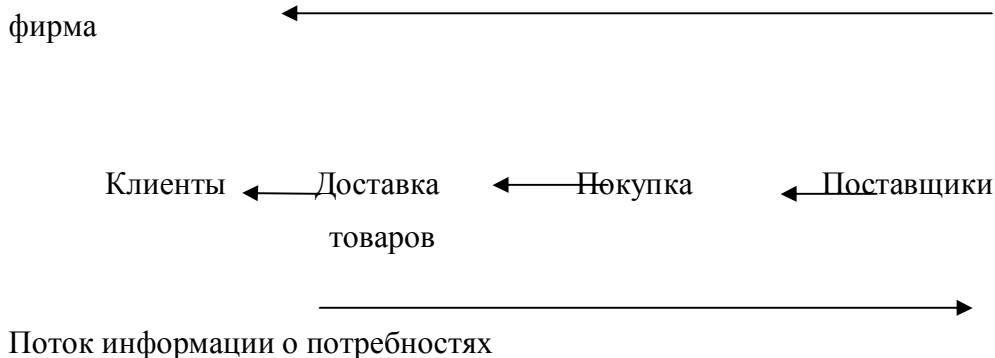 фирма
Клиенты Доставка Покупка Поставщики
товаров
Поток информации о потребностях